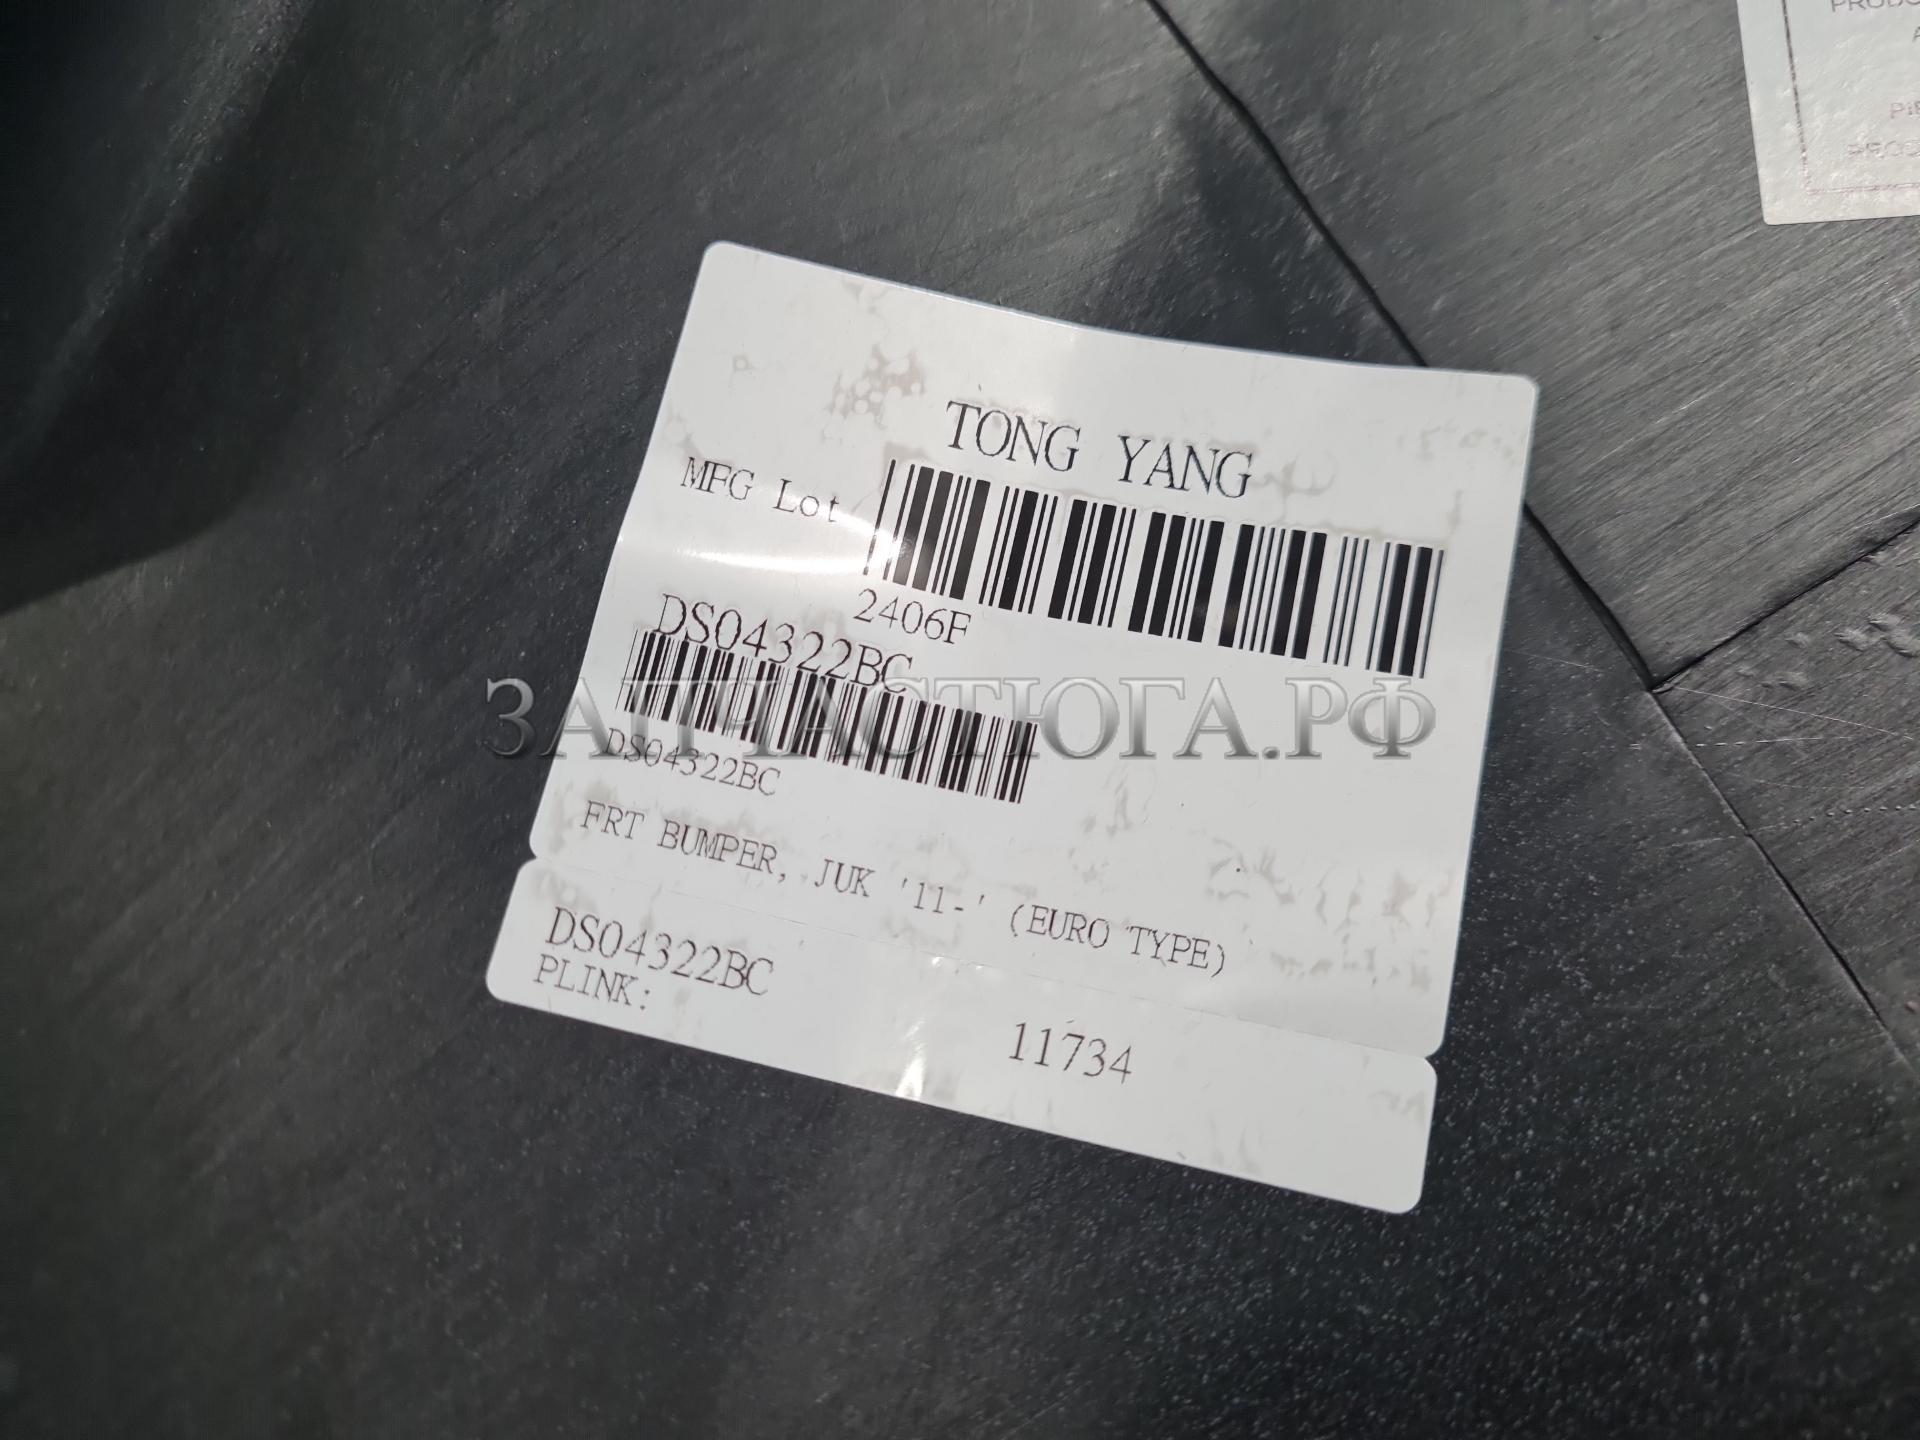 TONG YANG
MFG Lot
2406F
DS04322BC
ЗАПЧАСТЮГА.РФ
DS04322BC
FRT BUMPER, JUK '11-' (EURO TYPE)
DS04322BC
PLINK:
11734